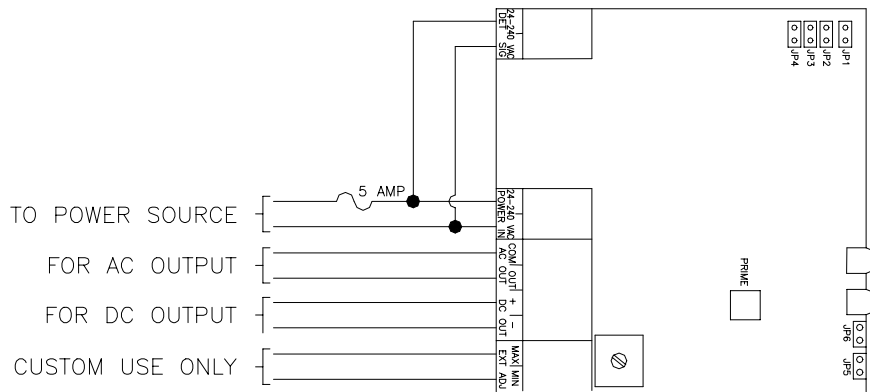 24-240 VAC
DET SIG
JP4 JP3 JP2 JP1
5 AMP
TO POWER SOURCE
24-240 VAC
POWER IN
FOR AC OUTPUT
COM OUT
AC OUT
FOR DC OUTPUT
+ -
DC OUT
CUSTOM USE ONLY
MAX MIN
EXT ADJ
PRIME
JP6
JP5